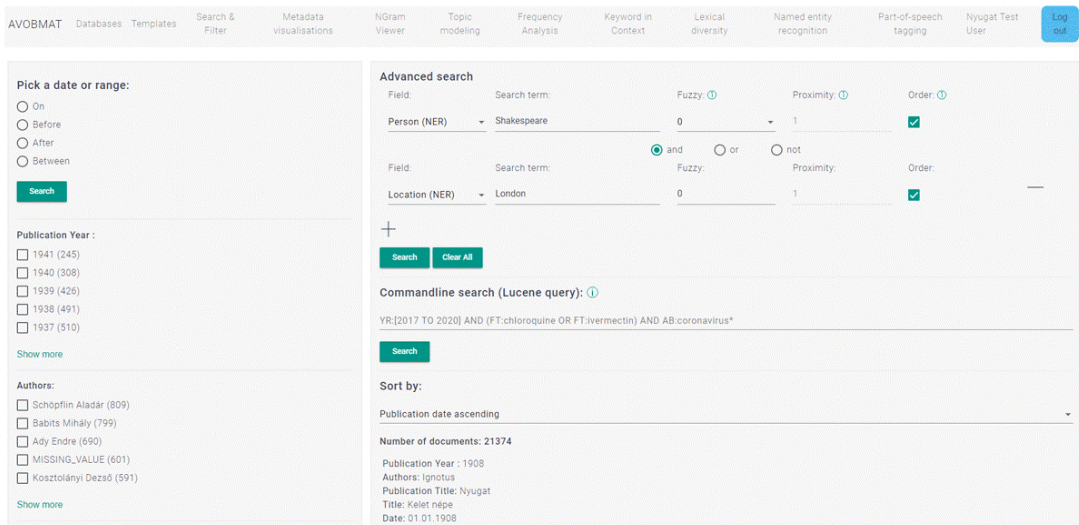 AVOBMAT Databases Templates Search & Filter Metadata visualisations NGram Viewer Topic modeling Frequency Analysis Keyword in Context Lexical diversity Named entity recognition Part-of-speech tagging Nyugat Test User Log out
Pick a date or range:
On
Before
After
Between
Search
Publication Year :
1941 (245)
1940 (308)
1939 (426)
1938 (491)
1937 (510)
Show more
Authors:
Schöpflin Aladár (809)
Babits Mihály (799)
Ady Endre (690)
MISSING_VALUE (601)
Kosztolányi Dezső (591)
Show more
Advanced search
Field: Search term: Fuzzy: Proximity: Order:
Person (NER) Shakespeare 0 1
and or not
Field: Search term: Fuzzy: Proximity: Order:
Location (NER) London 0 1
Search Clear All
Commandline search (Lucene query):
YR:[2017 TO 2020] AND (FT:chloroquine OR FT:ivermectin) AND AB:coronavirus*
Search
Sort by:
Publication date ascending
Number of documents: 21374
Publication Year : 1908
Authors: Ignotus
Publication Title: Nyugat
Title: Kelet népe
Date: 01.01.1908